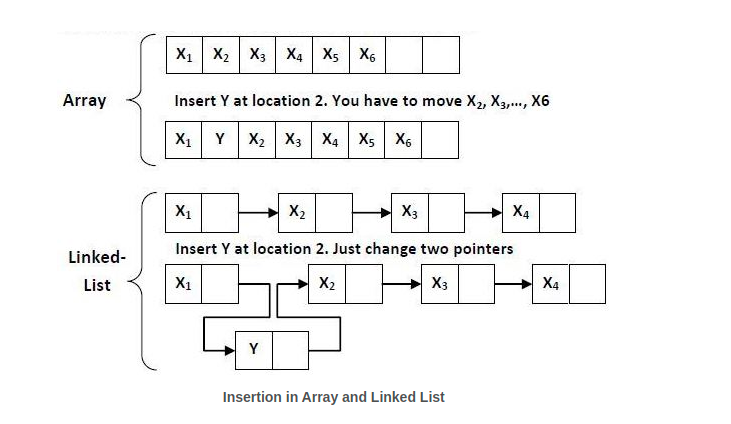 X₁ X₂ X₃ X₄ X₅ X₆
Array
Insert Y at location 2. You have to move X₂, X₃,..., X6
X₁ Y X₂ X₃ X₄ X₅ X₆
X₁ X₂ X₃ X₄
Linked-
List
Insert Y at location 2. Just change two pointers
X₁ X₂ X₃ X₄
Y
Insertion in Array and Linked List